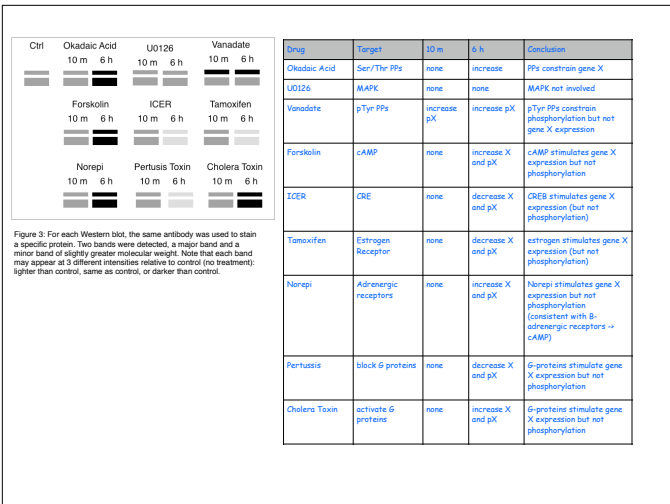 Ctrl
Okadaic Acid
U0126
Vanadate
10 m 6 h
10 m 6 h
10 m 6 h
Forskolin
ICER
Tamoxifen
10 m 6 h
10 m 6 h
10 m 6 h
Norepi
Pertusis Toxin
Cholera Toxin
10 m 6 h
10 m 6 h
10 m 6 h
Figure 3: For each Western blot, the same antibody was used to stain
a specific protein. Two bands were detected, a major band and a
minor band of slightly greater molecular weight. Note that each band
may appear at 3 different intensities relative to control (no treatment):
lighter than control, same as control, or darker than control.
Drug Target 10 m 6 h Conclusion
Okadaic Acid Ser/Thr PPs none increase PPs constrain gene X
U0126 MAPK none none MAPK not involved
Vanadate pTyr PPs increase increase pX pTyr PPs constrain
pX phosphorylation but not
gene X expression
Forskolin cAMP none increase X cAMP stimulates gene X
and pX expression but not
phosphorylation
ICER CRE none decrease X CREB stimulates gene X
and pX expression (but not
phosphorylation)
Tamoxifen Estrogen none decrease X estrogen stimulates gene X
Receptor and pX expression (but not
phosphorylation)
Norepi Adrenergic none increase X Norepi stimulates gene X
receptors and pX expression but not
phosphorylation
(consistent with B-
adrenergic receptors ->
cAMP)
Pertussis block G proteins none decrease X G-proteins stimulate gene
and pX X expression but not
phosphorylation
Cholera Toxin activate G none increase X G-proteins stimulate gene
proteins and pX X expression but not
phosphorylation